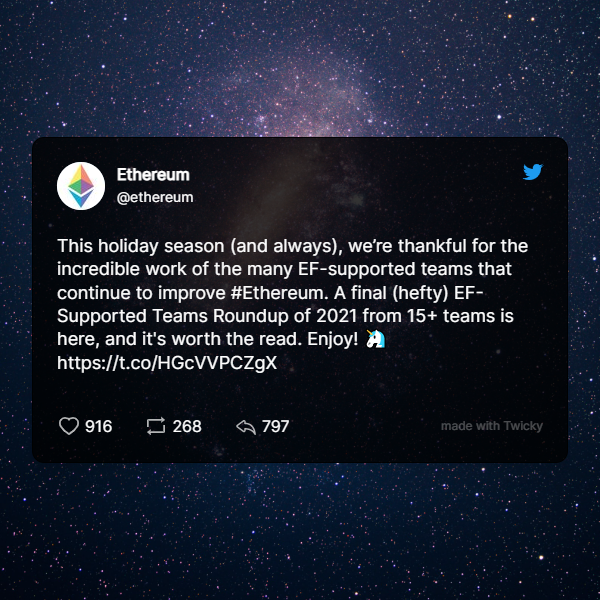 Ethereum
@ethereum
This holiday season (and always), we’re thankful for the
incredible work of the many EF-supported teams that
continue to improve #Ethereum. A final (hefty) EF-
Supported Teams Roundup of 2021 from 15+ teams is
here, and it's worth the read. Enjoy! 🦄
https://t.co/HGcVVPCZgX
916 268 797 made with Twicky